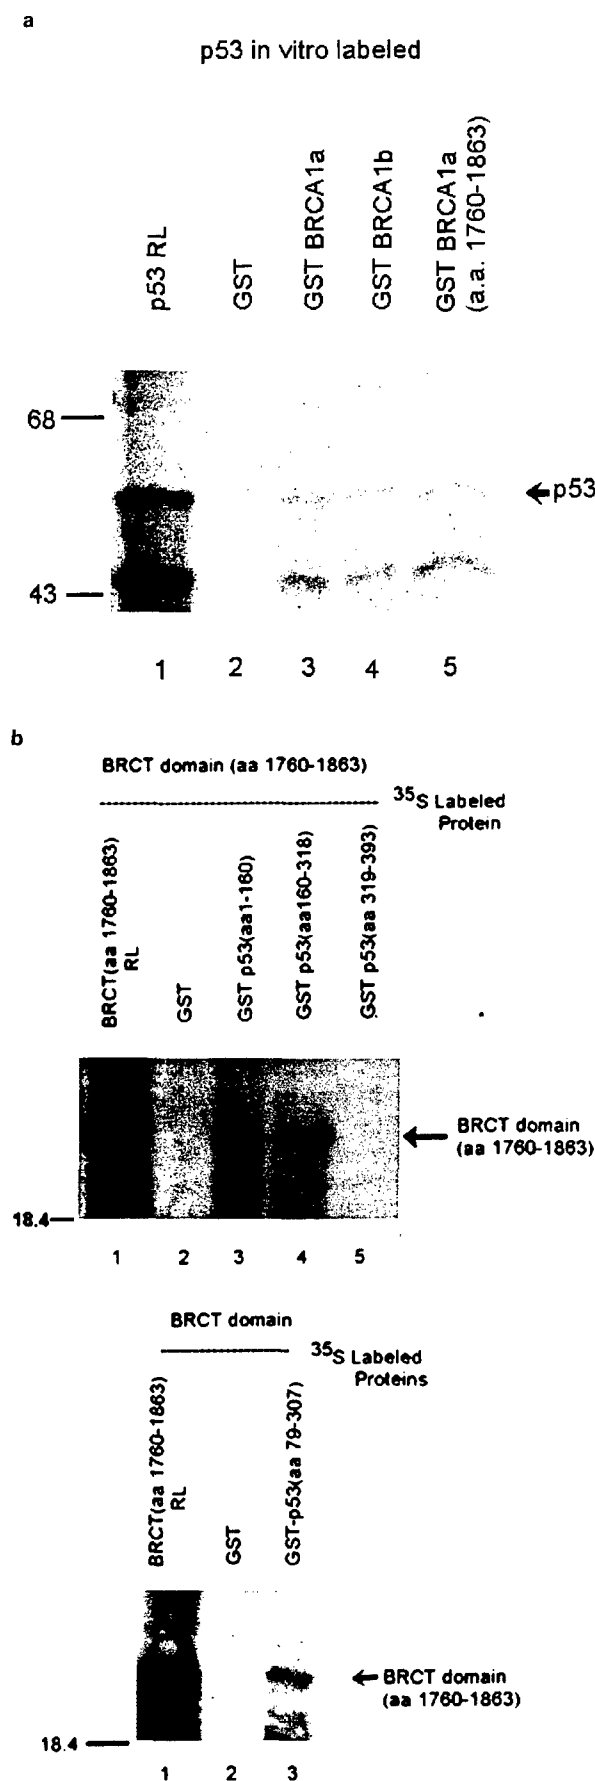 a
p53 in vitro labeled
p53 RL
GST
GST BRCA1a
GST BRCA1b
GST BRCA1a
(a.a. 1760-1863)
68
p53
43
1 2 3 4 5
b
BRCT domain (aa 1760-1863)
35S Labeled
Protein
BRCT(aa 1760-1863)
RL
GST
GST p53(aa1-160)
GST p53(aa160-318)
GST p53(aa 319-393)
BRCT domain
(aa 1760-1863)
18.4
1 2 3 4 5
BRCT domain
35S Labeled
Proteins
BRCT(aa 1760-1863)
RL
GST
GST-p53(aa 79-307)
BRCT domain
(aa 1760-1863)
18.4
1 2 3